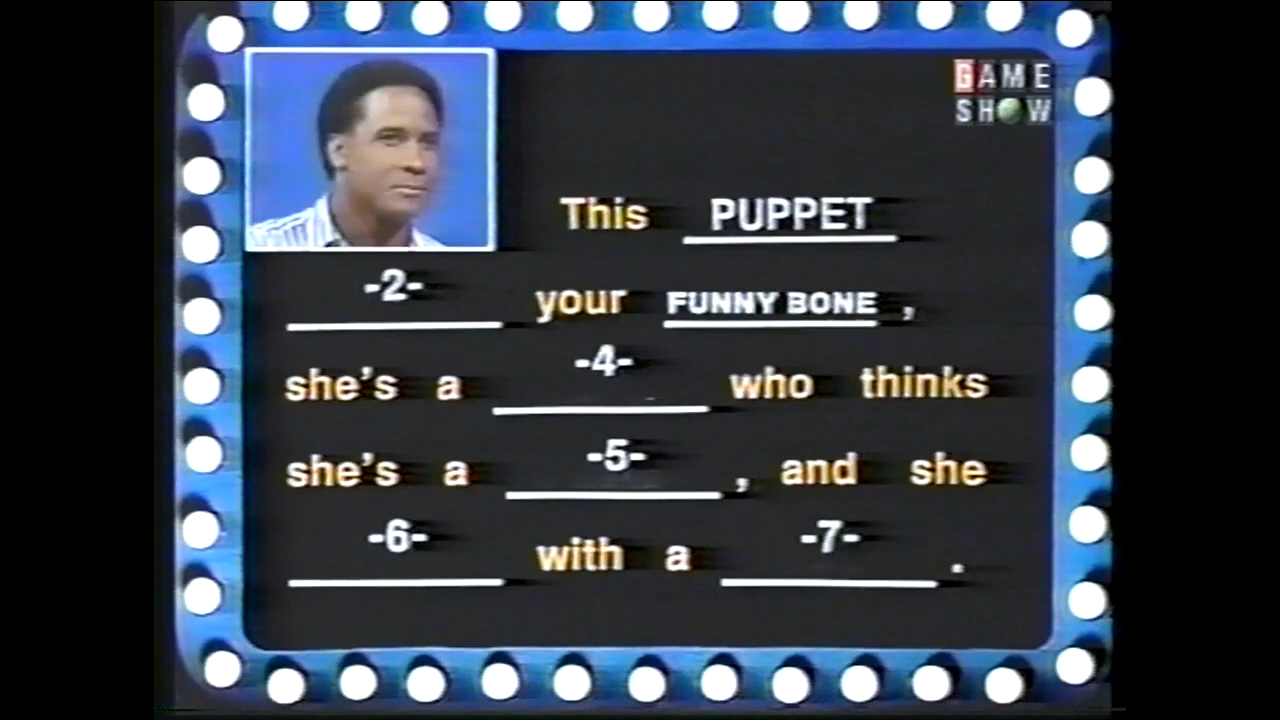 GAME
SHOW
This PUPPET
-2- your FUNNY BONE,
she's a -4- who thinks
she's a -5-, and she
-6- with a -7-.